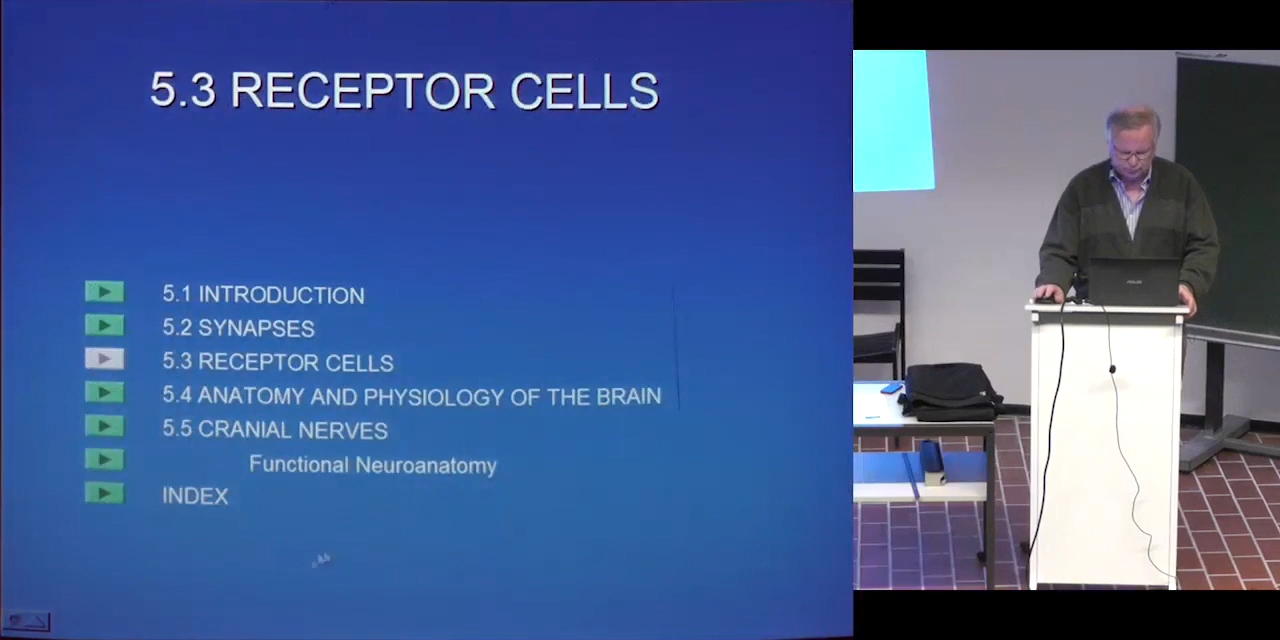 5.3 RECEPTOR CELLS
5.1 INTRODUCTION
5.2 SYNAPSES
5.3 RECEPTOR CELLS
5.4 ANATOMY AND PHYSIOLOGY OF THE BRAIN
5.5 CRANIAL NERVES
Functional Neuroanatomy
INDEX
ASUS